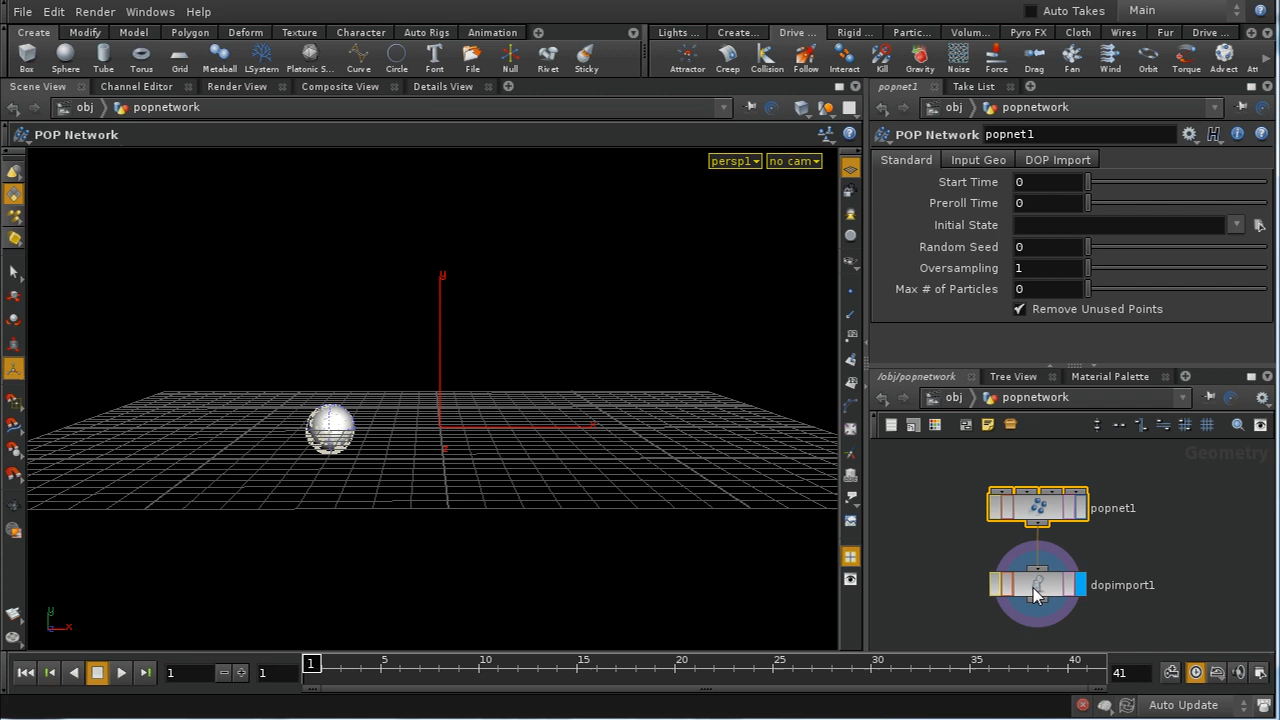 File Edit Render Windows Help Auto Takes Main
Create Modify Model Polygon Deform Texture Character Auto Rigs Animation Lights ... Create... Drive ... Rigid ... Partic... Volum... Pyro FX Cloth Wires Fur Drive ...
Box Sphere Tube Torus Grid Metaball LSystem Platonic S... Curve Circle Font File Null Rivet Sticky Attractor Creep Collision Follow Interact Kill Gravity Noise Force Drag Fan Wind Orbit Torque Advect Att
Scene View Channel Editor Render View Composite View Details View popnet1 Take List
obj popnetwork obj popnetwork
POP Network POP Network popnet1
persp1 no cam Standard Input Geo DOP Import
Start Time 0
Preroll Time 0
Initial State
Random Seed 0
Oversampling 1
Max # of Particles 0
Remove Unused Points
y
x
z
/obj/popnetwork Tree View Material Palette
obj popnetwork
Geometry
popnet1
dopimport1
y
z x
1 1 1 5 10 15 20 25 30 35 40 41
Auto Update